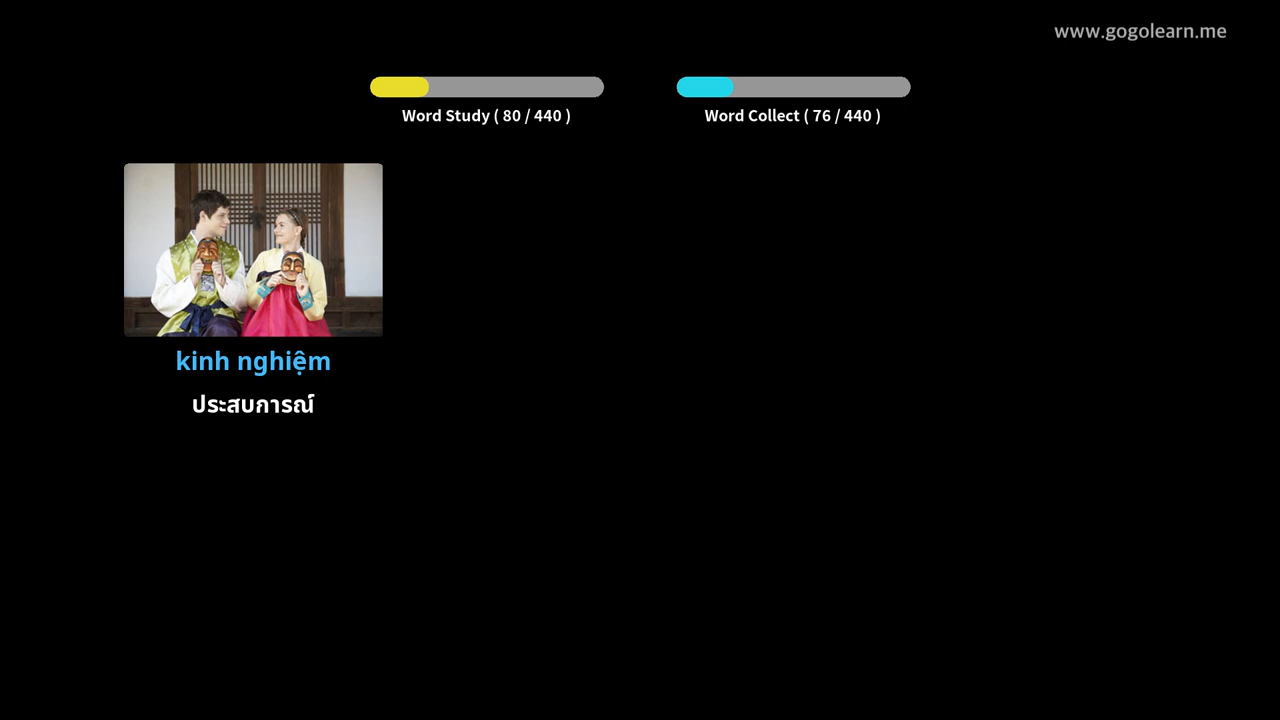 www.gogolearn.me
Word Study ( 80 / 440 )
Word Collect ( 76 / 440 )
kinh nghiệm
ประสบการณ์